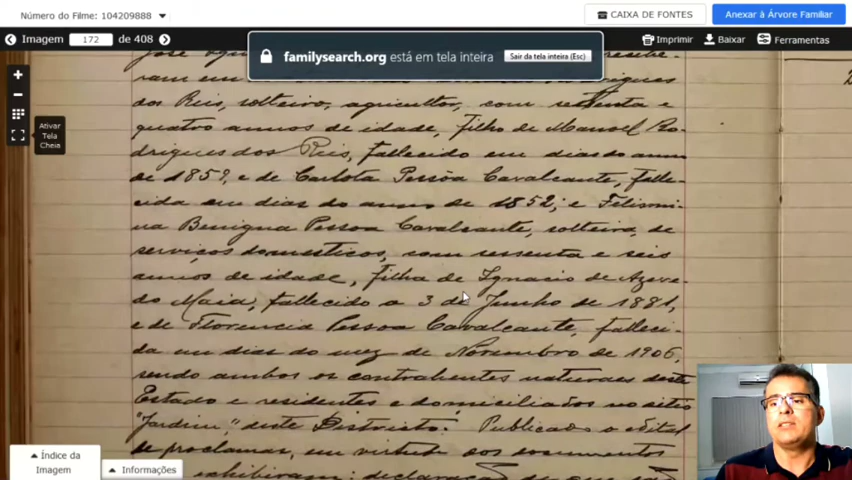 Número do Filme: 104209888
CAIXA DE FONTES
Anexar à Árvore Familiar
Imagem 172 de 408
Imprimir
Baixar
Ferramentas
familysearch.org está em tela inteira
Sair da tela inteira (Esc)
Ativar
Tela
Cheia
ram em
dos Reis, solteiro, agricultor, com setenta e
quatro annos de idade, filho de Manoel Ro-
drigues dos Reis, fallecido em dias do anno
de 1859, e de Carlota Pessôa Cavalcante, falle-
cida em dias do anno de 1852; e Felismi-
na Benigna Pessoa Cavalcante, solteira, de
serviços domesticos, com sessenta e seis
annos de idade, filha de Ignacio de Azeve-
do Maia, fallecido a 3 de Junho de 1881,
e de Florencia Pessoa Cavalcante, falleci-
da em dias do mez de Novembro de 1906,
sendo ambos os contrahentes naturaes deste
Estado e residentes e domiciliados no sitio
"Jardim" deste Districto. Publicado o edital
de proclamas, em virtude dos documentos
exhibiram:
Índice da
Imagem
Informações